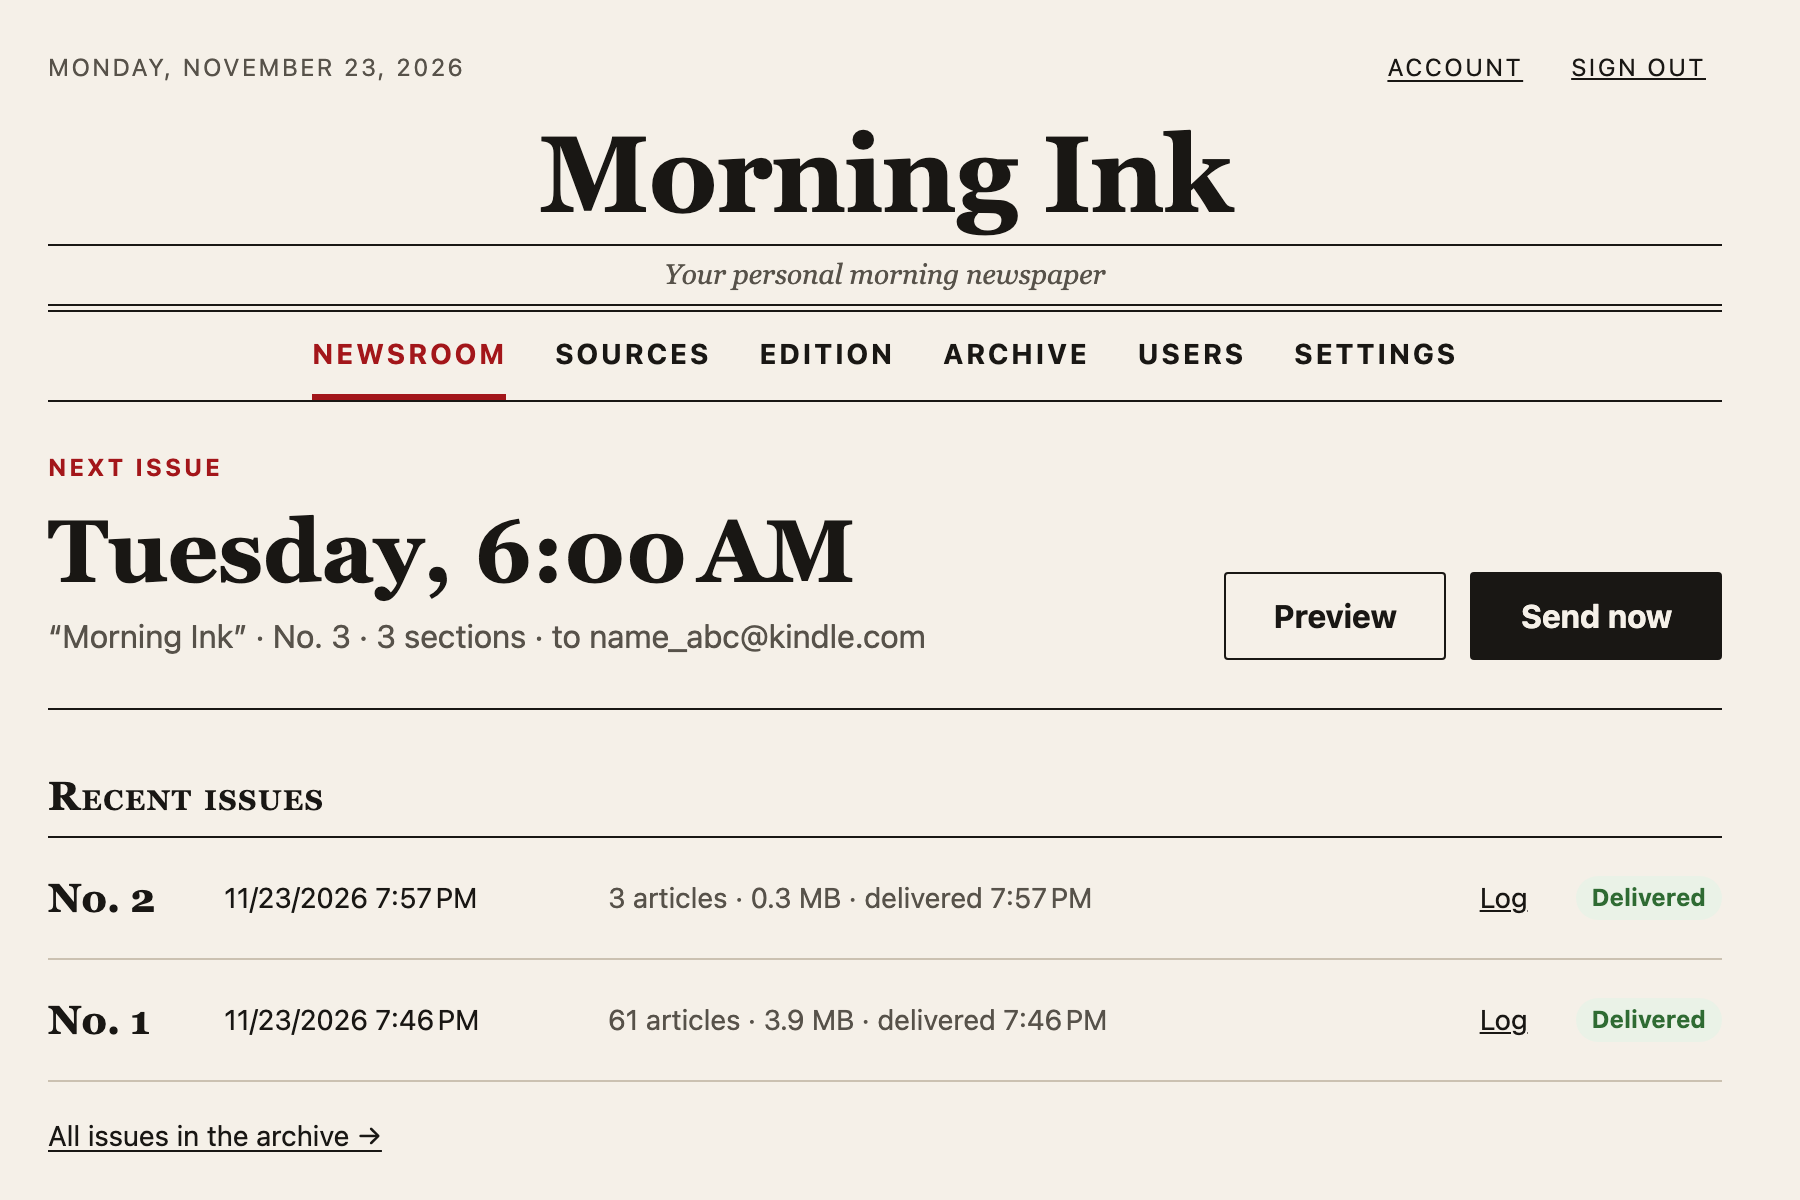 MONDAY, NOVEMBER 23, 2026 ACCOUNT SIGN OUT
Morning Ink
Your personal morning newspaper
NEWSROOM SOURCES EDITION ARCHIVE USERS SETTINGS
NEXT ISSUE
Tuesday, 6:00 AM
“Morning Ink” · No. 3 · 3 sections · to name_abc@kindle.com
Preview Send now
Recent issues
No. 2 11/23/2026 7:57 PM 3 articles · 0.3 MB · delivered 7:57 PM Log Delivered
No. 1 11/23/2026 7:46 PM 61 articles · 3.9 MB · delivered 7:46 PM Log Delivered
All issues in the archive →